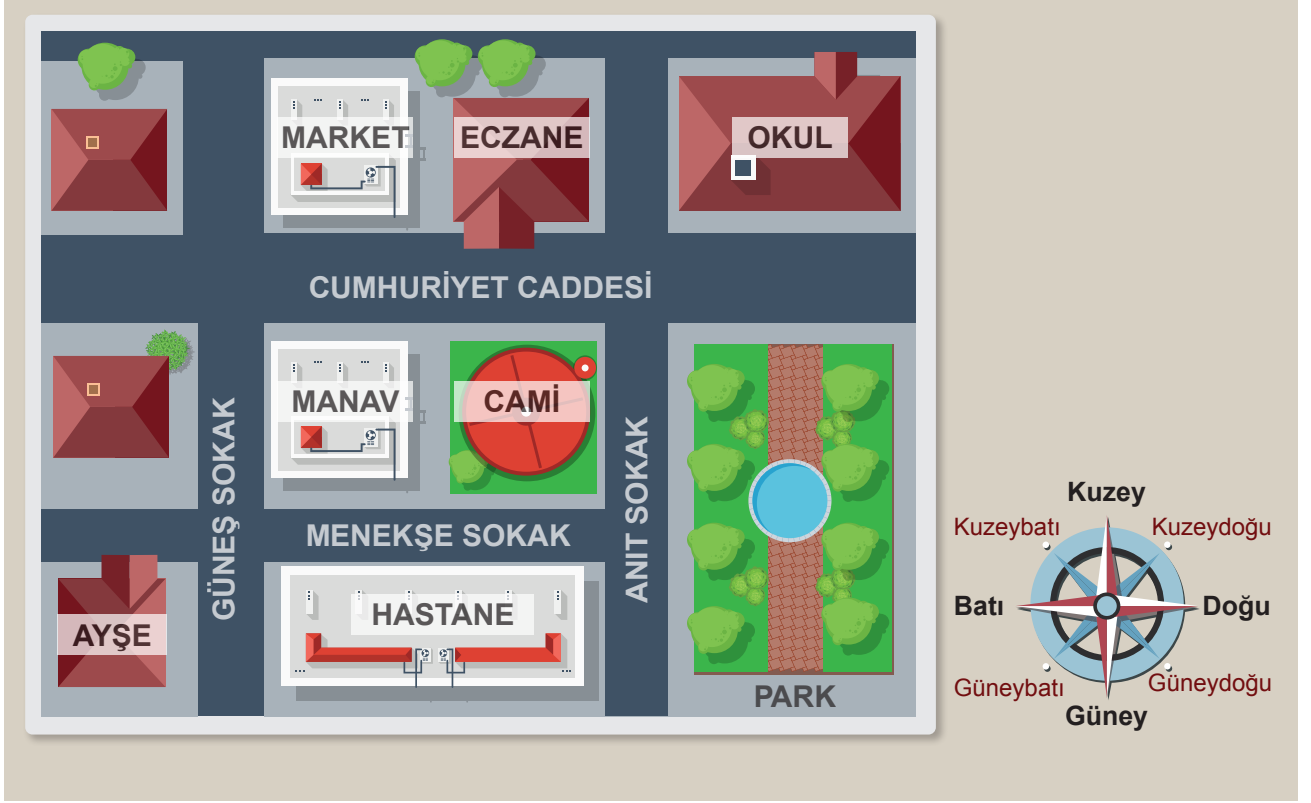 MARKET
ECZANE
OKUL
CUMHURİYET CADDESİ
MANAV
CAMİ
GÜNEŞ SOKAK
ANIT SOKAK
MENEKŞE SOKAK
AYŞE
HASTANE
PARK
Kuzey
Kuzeybatı
Kuzeydoğu
Batı
Doğu
Güneybatı
Güneydoğu
Güney